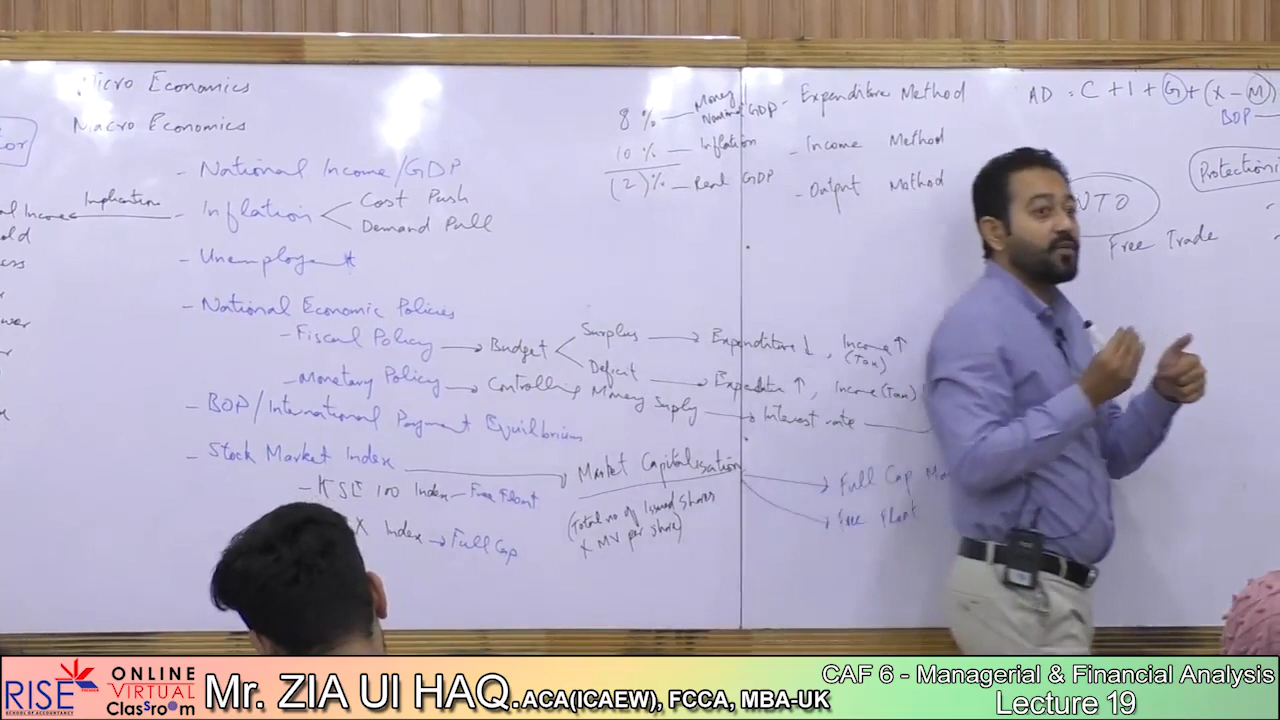 Micro Economics
Macro Economics
- National Income/GDP
Implication
- Inflation
Cost Push
Demand Pull
- National Economic Policies
- Fiscal Policy → Budget
Surplus → Expenditure ↓, Income ↑
(Tax)
Deficit → ↑, Income (Tax)
- Monetary Policy → Controlling Money Supply → Interest rate
- BOP/International Payment Equilibrium
- Stock Market Index
Market Capitalisation
(Total no of Issued Shares
X MV per share)
- KSE 100 Index - Free Float
X Index → Full Cap
Full Cap
Free Float
8% - Money
Nominal GDP
10% - Inflation
(2)% - Real GDP
- Expenditure Method
- Income Method
- Output Method
AD = C + I + G + (X - M)
BOP
WTO
Free Trade
RISE
PREMIER
SCHOOL OF ACCOUNTANCY
ONLINE
VIRTUAL
ClasSroom
Mr. ZIA Ul HAQ. ACA(ICAEW), FCCA, MBA-UK
CAF 6 - Managerial & Financial Analysis
Lecture 19